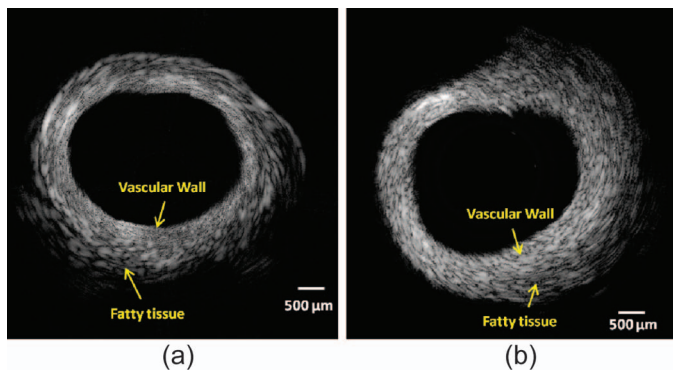 Vascular Wall
Fatty tissue
500 µm
(a)
Vascular Wall
Fatty tissue
500 µm
(b)